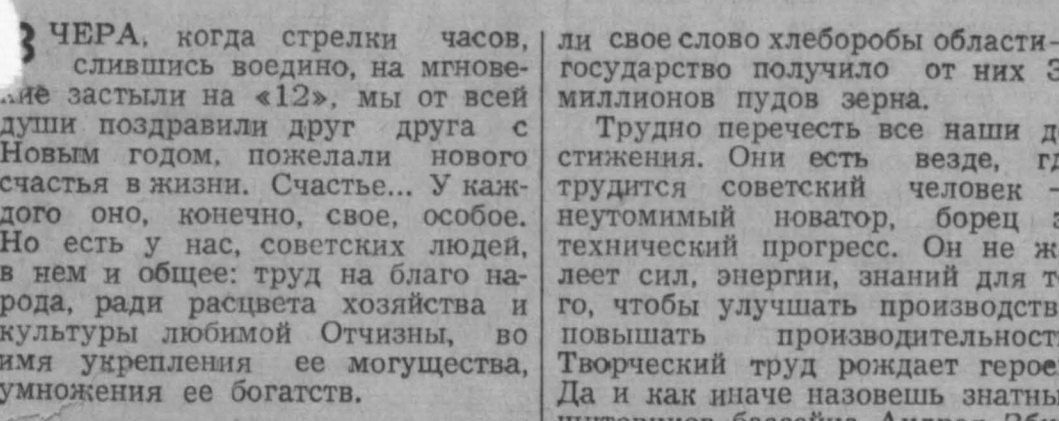 ВЧЕРА, когда стрелки часов,
слившись воедино, на мгнове-
ние застыли на «12», мы от всей
души поздравили друг друга с
Новым годом, пожелали нового
счастья в жизни. Счастье... У каж-
дого оно, конечно, свое, особое.
Но есть у нас, советских людей,
в нем и общее: труд на благо на-
рода, ради расцвета хозяйства и
культуры любимой Отчизны, во
имя укрепления ее могущества,
умножения ее богатств.
ли свое слово хлеборобы области—
государство получило от них
миллионов пудов зерна.
Трудно перечесть все наши д
стижения. Они есть везде, гд
трудится советский человек —
неутомимый новатор, борец
технический прогресс. Он не ж
леет сил, энергии, знаний для т
го, чтобы улучшать производств
повышать производительност
Творческий труд рождает герое
Да и как иначе назовешь знатны
бассейна Андрея